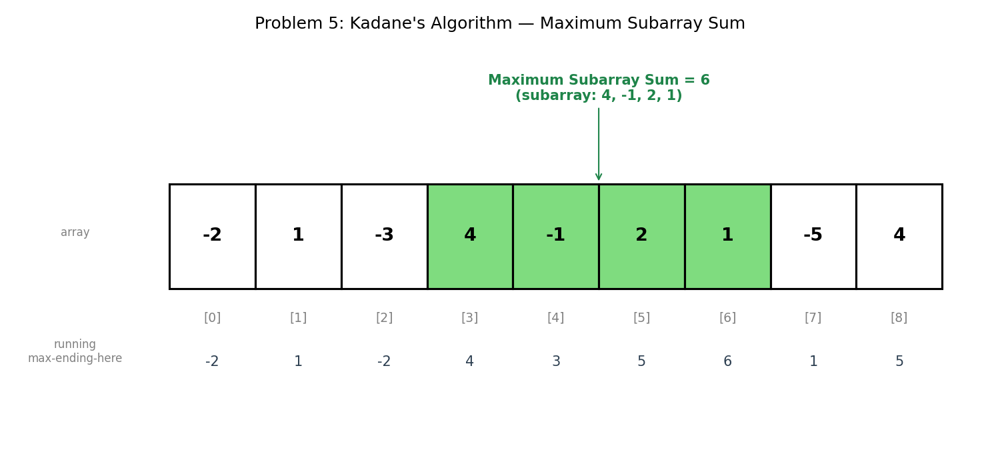 Problem 5: Kadane's Algorithm — Maximum Subarray Sum
Maximum Subarray Sum = 6
(subarray: 4, -1, 2, 1)
array
-2 1 -3 4 -1 2 1 -5 4
[0] [1] [2] [3] [4] [5] [6] [7] [8]
running
max-ending-here
-2 1 -2 4 3 5 6 1 5